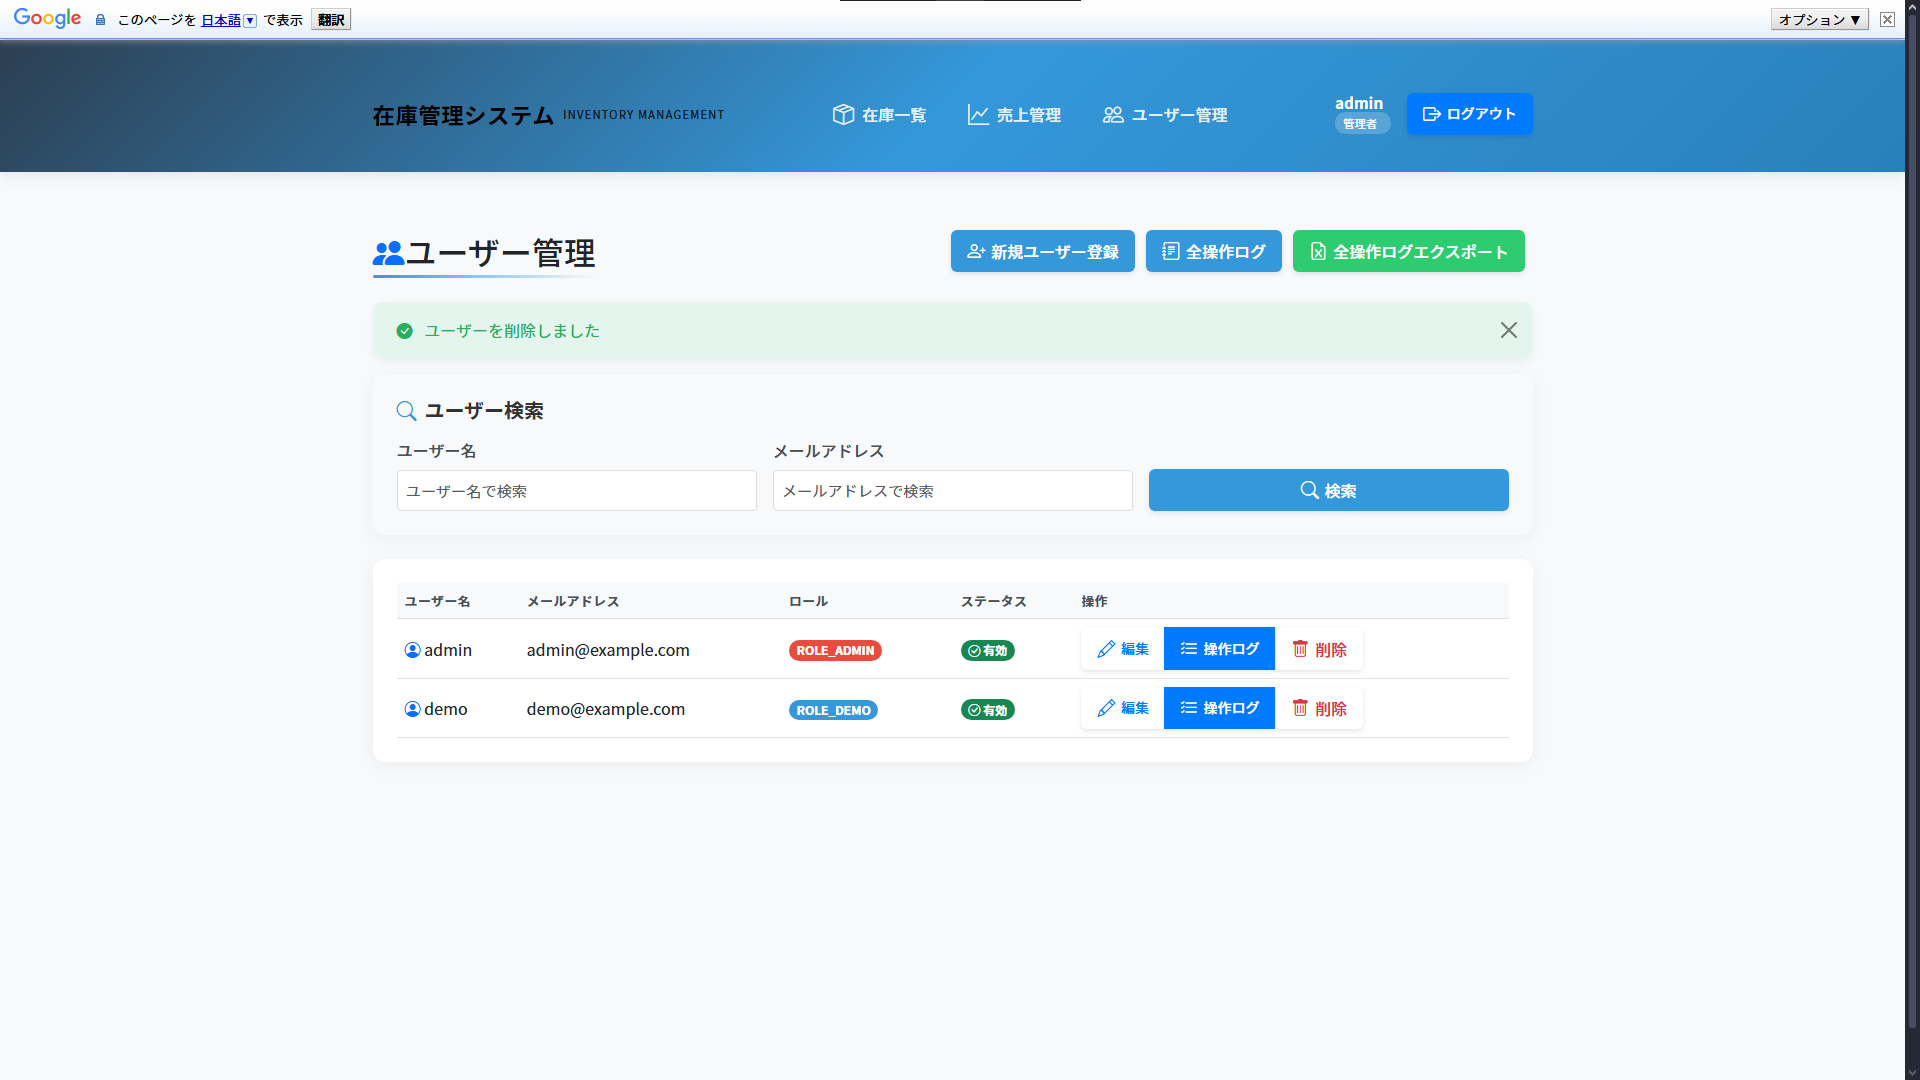 Google このページを 日本語 ▼ で表示 翻訳 オプション ▼
在庫管理システム INVENTORY MANAGEMENT 在庫一覧 売上管理 ユーザー管理 admin 管理者 ログアウト
ユーザー管理 新規ユーザー登録 全操作ログ 全操作ログエクスポート
ユーザーを削除しました
ユーザー検索
ユーザー名 メールアドレス
ユーザー名で検索 メールアドレスで検索 検索
ユーザー名 メールアドレス ロール ステータス 操作
admin admin@example.com ROLE_ADMIN 有効 編集 操作ログ 削除
demo demo@example.com ROLE_DEMO 有効 編集 操作ログ 削除